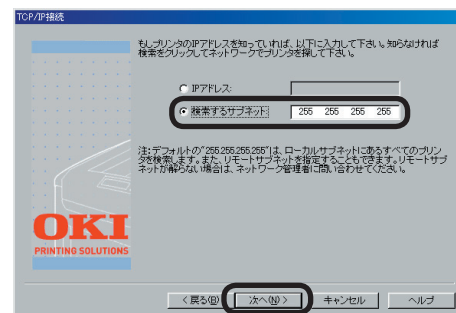 TCP/IP接続
もしプリンタのIPアドレスを知っていれば、以下に入力して下さい。知らなければ
検索をクリックしてネットワークでプリンタを探して下さい。
IPアドレス:
検索するサブネット: 255 255 255 255
注:デフォルトの"255.255.255.255"は、ローカルサブネットにあるすべてのプリン
タを検索します。また、リモートサブネットを指定することもできます。リモートサブ
ネットが解らない場合は、ネットワーク管理者に問い合わせてください。
OKI
PRINTING SOLUTIONS
< 戻る(B) 次へ(N) > キャンセル ヘルプ